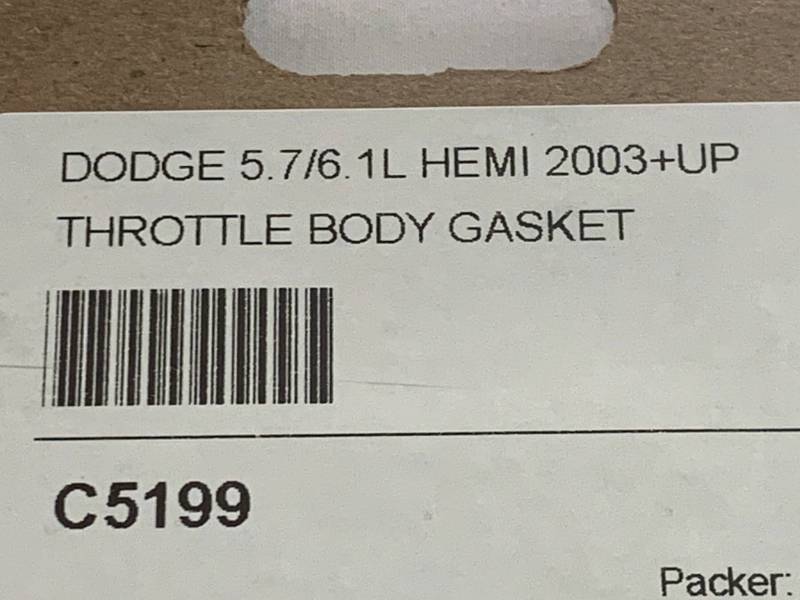 DODGE 5.7/6.1L HEMI 2003+UP
THROTTLE BODY GASKET
C5199
Packer: